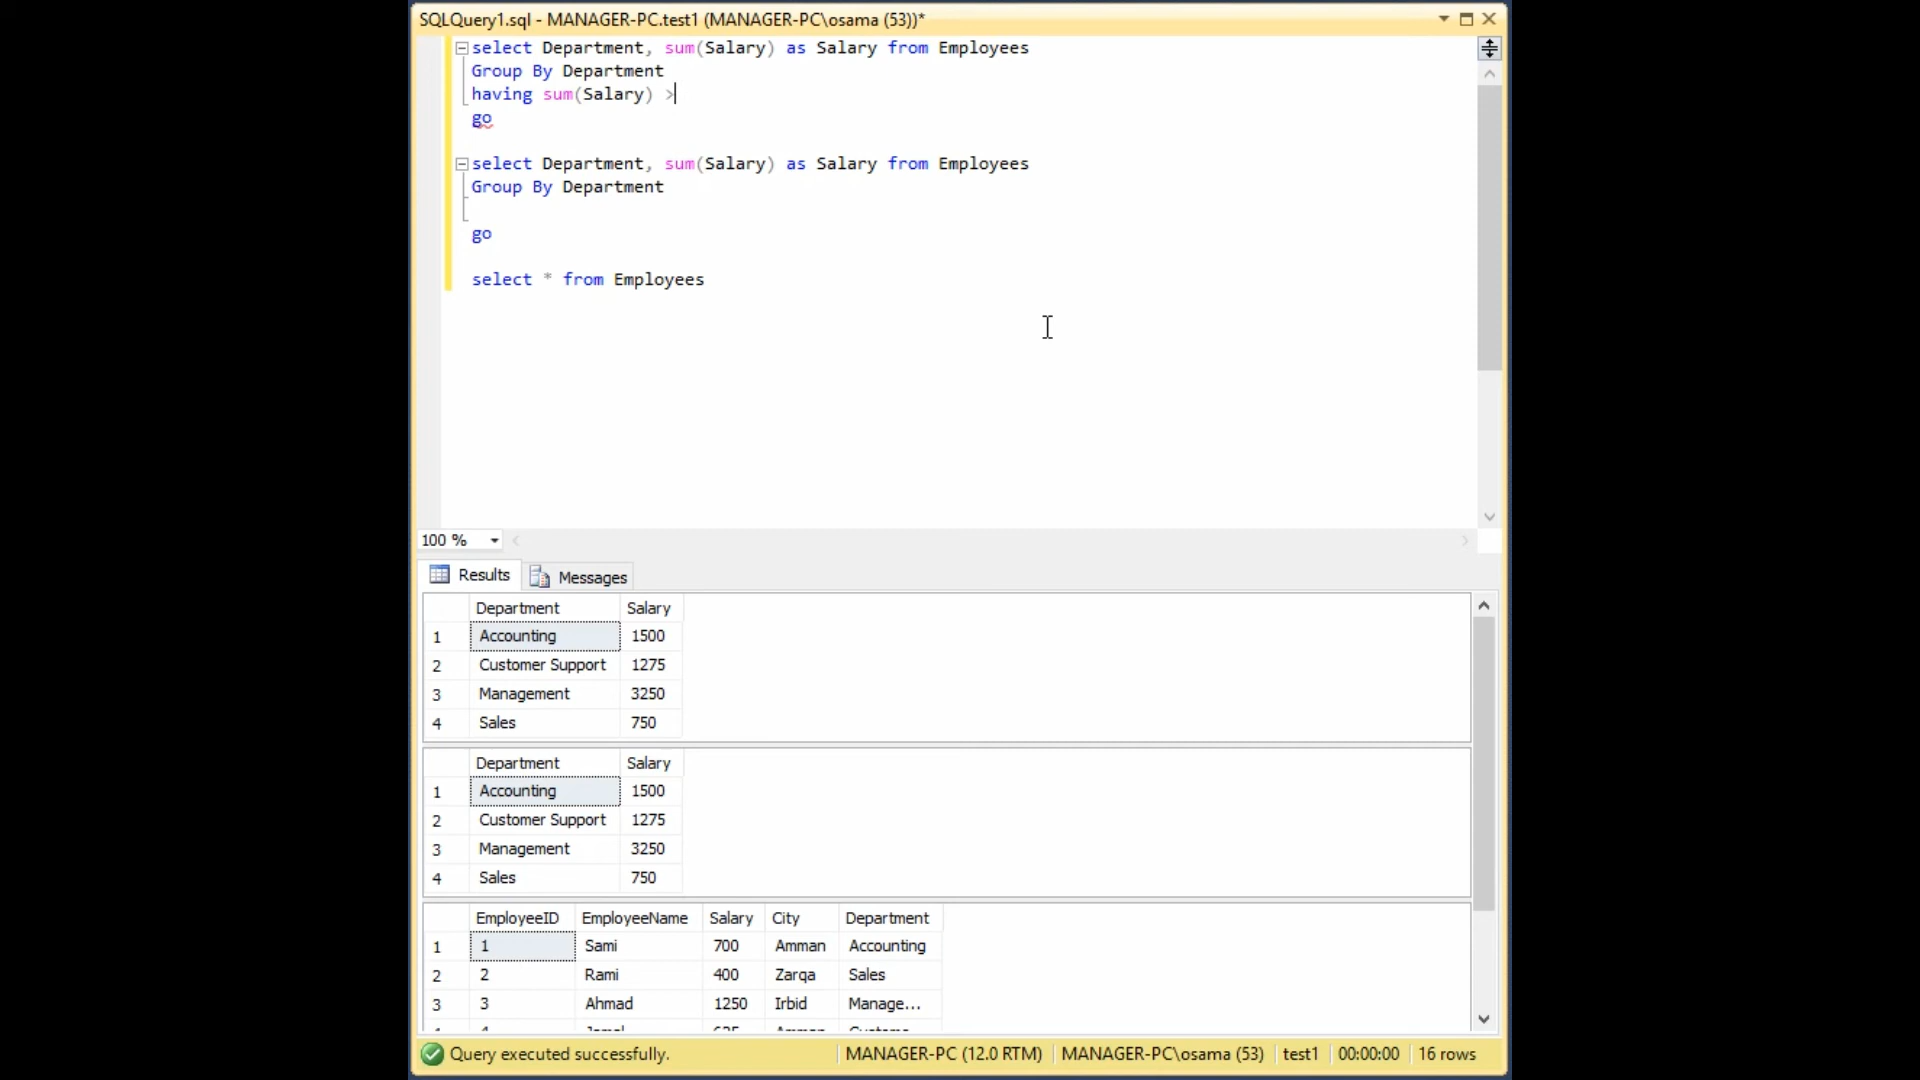 SQLQuery1.sql - MANAGER-PC.test1 (MANAGER-PC\osama (53))*
select Department, sum(Salary) as Salary from Employees
Group By Department
having sum(Salary) >
go
select Department, sum(Salary) as Salary from Employees
Group By Department
go
select * from Employees
100 %
Results Messages
Department Salary
1 Accounting 1500
2 Customer Support 1275
3 Management 3250
4 Sales 750
Department Salary
1 Accounting 1500
2 Customer Support 1275
3 Management 3250
4 Sales 750
EmployeeID EmployeeName Salary City Department
1 1 Sami 700 Amman Accounting
2 2 Rami 400 Zarqa Sales
3 3 Ahmad 1250 Irbid Manage...
Query executed successfully. MANAGER-PC (12.0 RTM) MANAGER-PC\osama (53) test1 00:00:00 16 rows